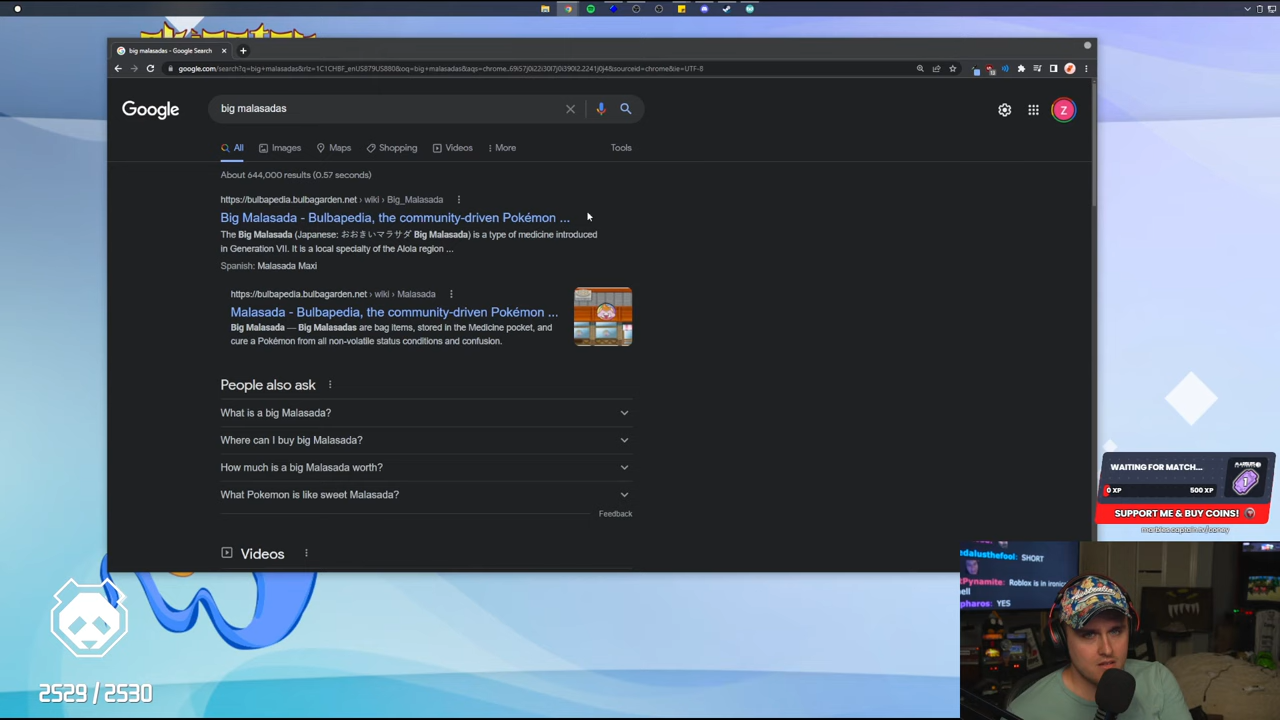 big malasadas - Google Search
google.com/search?q=big+malasadas&rlz=1C1CHBF_enUS879US880&oq=big+malasadas&aqs=chrome..69i57j0i22i30l7j0i390l2.2241j0j4&sourceid=chrome&ie=UTF-8
Google
big malasadas
Z
All
Images
Maps
Shopping
Videos
More
Tools
About 644,000 results (0.57 seconds)
https://bulbapedia.bulbagarden.net › wiki › Big_Malasada
Big Malasada - Bulbapedia, the community-driven Pokémon ...
The Big Malasada (Japanese: おおきいマラサダ Big Malasada) is a type of medicine introduced
in Generation VII. It is a local specialty of the Alola region ...
Spanish: Malasada Maxi
https://bulbapedia.bulbagarden.net › wiki › Malasada
Malasada - Bulbapedia, the community-driven Pokémon ...
Big Malasada — Big Malasadas are bag items, stored in the Medicine pocket, and
cure a Pokémon from all non-volatile status conditions and confusion.
People also ask
What is a big Malasada?
Where can I buy big Malasada?
How much is a big Malasada worth?
What Pokemon is like sweet Malasada?
Feedback
Videos
WAITING FOR MATCH...
0 XP
500 XP
1
SUPPORT ME & BUY COINS!
edalusthefool: SHORT
Pynamite: Roblox is in ironic
ell
pharos: YES
2529 / 2530